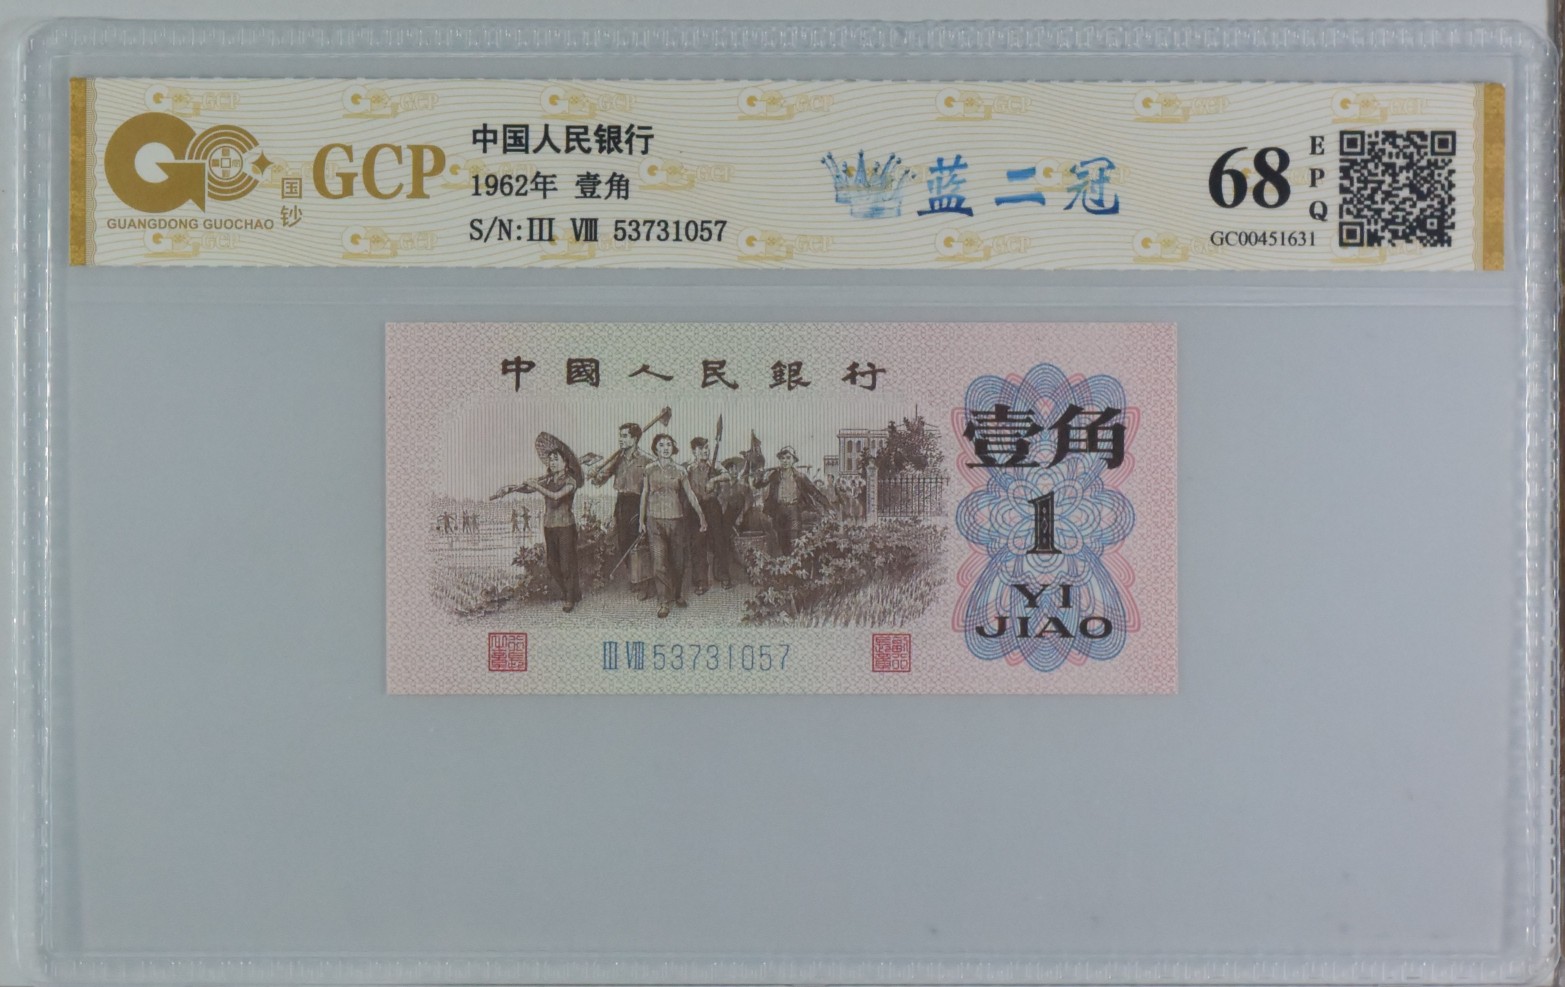 GUANGDONG GUOCHAO
国钞
GCP
中国人民银行
1962年 壹角
S/N:III VIII 53731057
蓝二冠
68
EPQ
GC00451631
中國人民銀行
壹角
1
YI
JIAO
III VIII 53731057